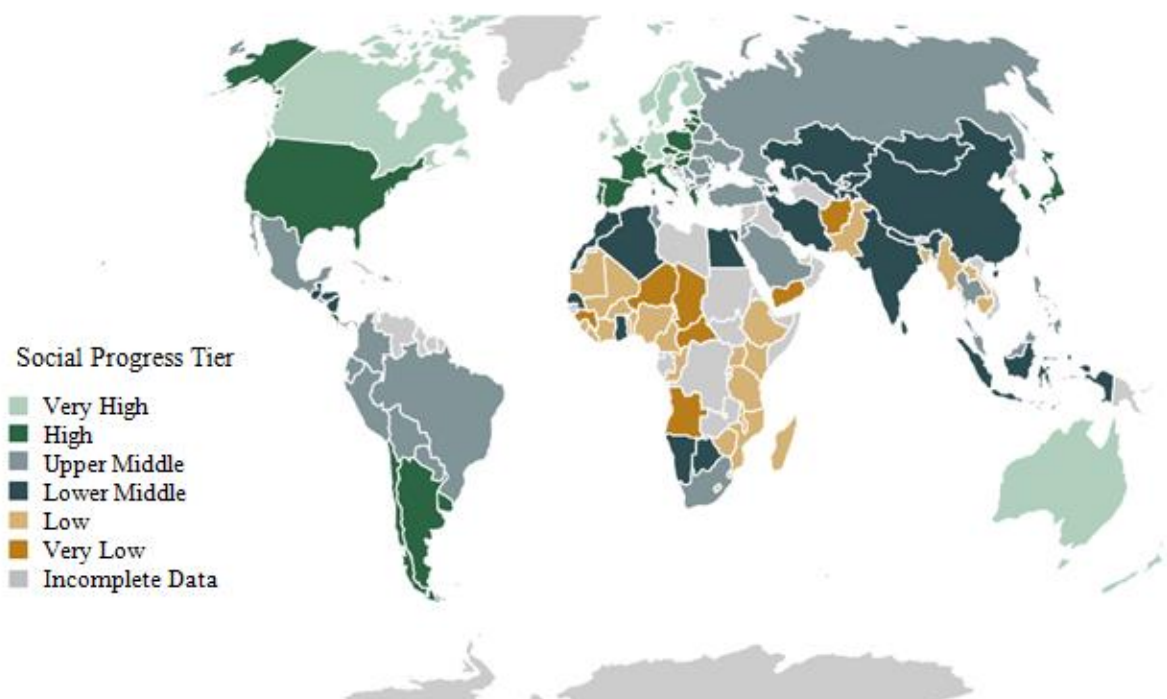 Social Progress Tier
Very High
High
Upper Middle
Lower Middle
Low
Very Low
Incomplete Data